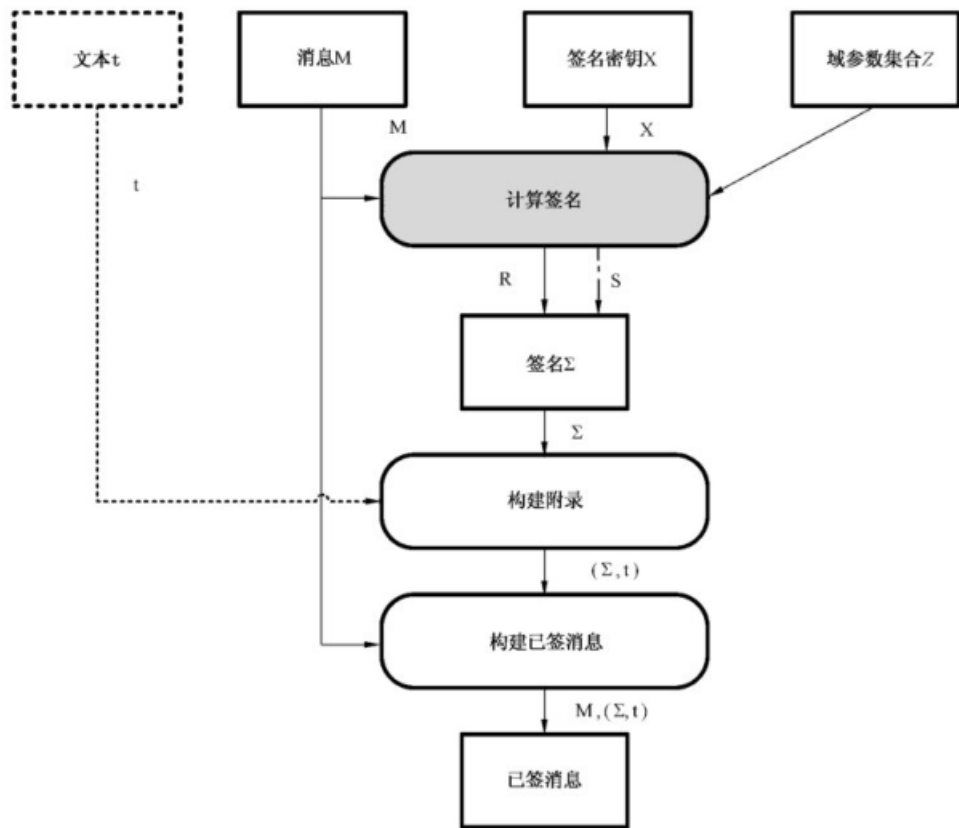 文本t
消息M
签名密钥X
域参数集合Z
M
X
t
计算签名
R
S
签名Σ
Σ
构建附录
(Σ,t)
构建已签消息
M,(Σ,t)
已签消息